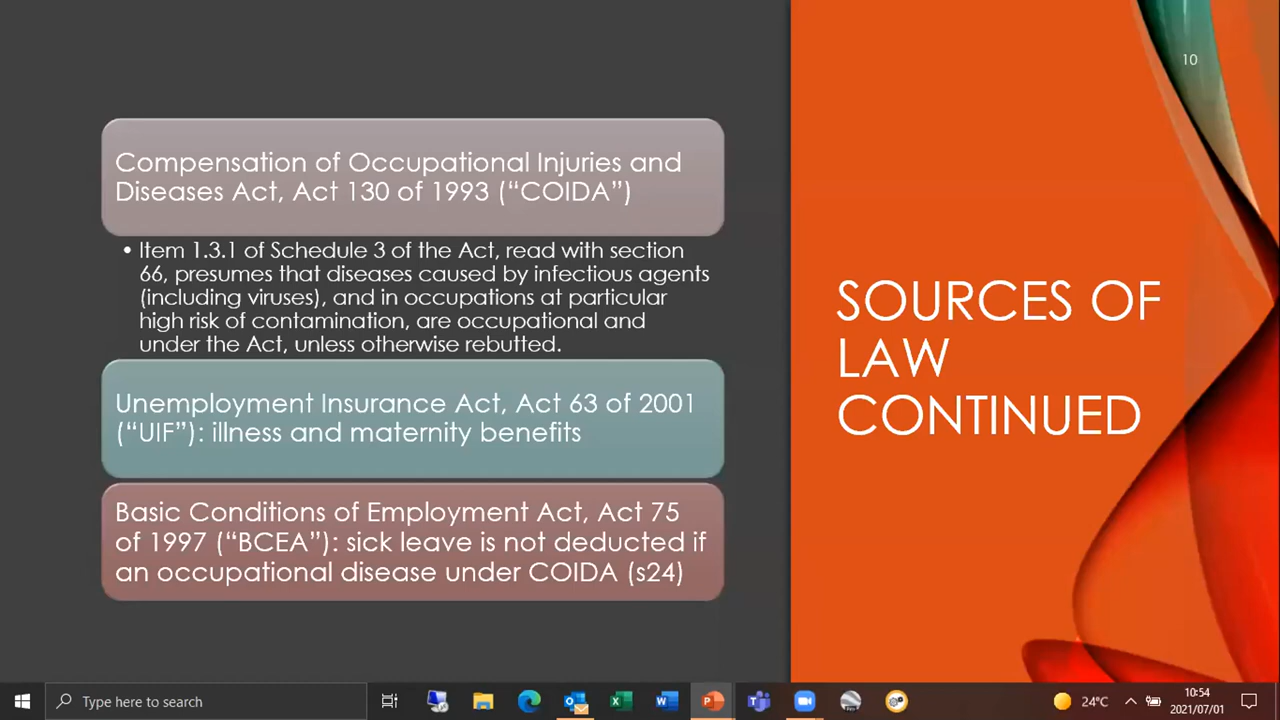 10
Compensation of Occupational Injuries and
Diseases Act, Act 130 of 1993 (“COIDA”)
• Item 1.3.1 of Schedule 3 of the Act, read with section
66, presumes that diseases caused by infectious agents
(including viruses), and in occupations at particular
high risk of contamination, are occupational and
under the Act, unless otherwise rebutted.
Unemployment Insurance Act, Act 63 of 2001
(“UIF”): illness and maternity benefits
Basic Conditions of Employment Act, Act 75
of 1997 (“BCEA”): sick leave is not deducted if
an occupational disease under COIDA (s24)
SOURCES OF
LAW
CONTINUED
Type here to search
24°C
10:54
2021/07/01